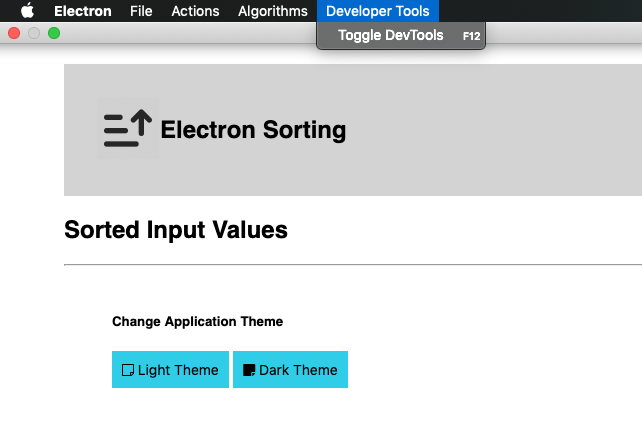 Electron File Actions Algorithms Developer Tools
Toggle DevTools F12
Electron Sorting
Sorted Input Values
Change Application Theme
Light Theme Dark Theme